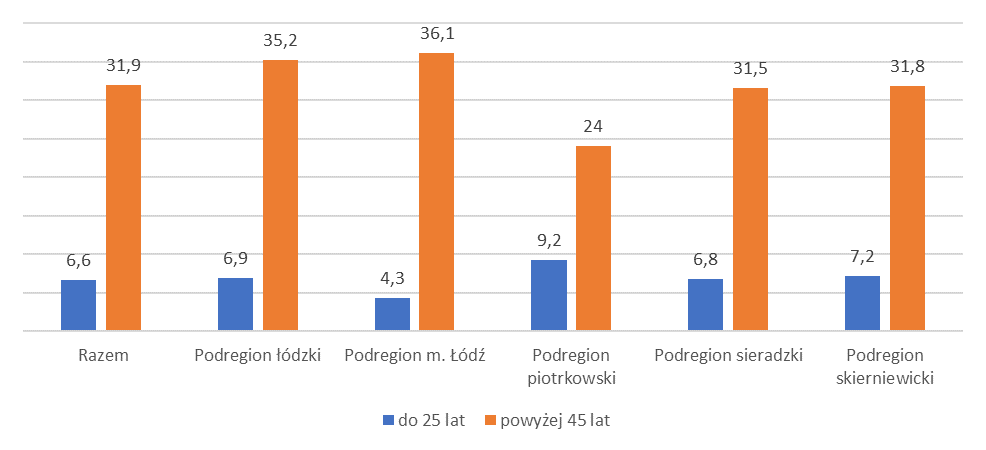 31,9
35,2
36,1
24
31,5
31,8
6,6
6,9
4,3
9,2
6,8
7,2
Razem
Podregion łódzki
Podregion m. Łódź
Podregion
piotrkowski
Podregion sieradzki
Podregion
skierniewicki
do 25 lat
powyżej 45 lat